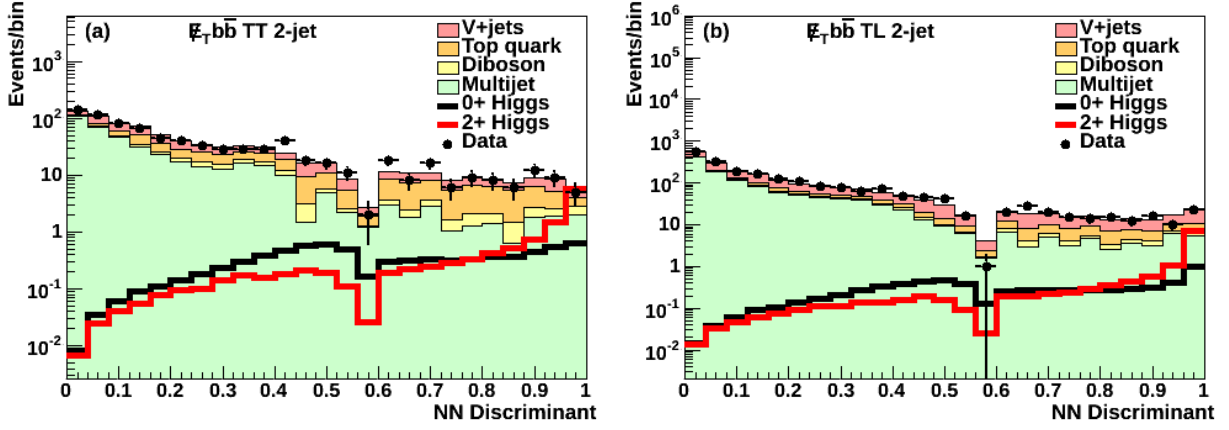 (a) E̸_T bb̄ TT 2-jet
V+jets
Top quark
Diboson
Multijet
0+ Higgs
2+ Higgs
Data
Events/bin
10³
10²
10
1
10⁻¹
10⁻²
0 0.1 0.2 0.3 0.4 0.5 0.6 0.7 0.8 0.9 1
NN Discriminant
(b) E̸_T bb̄ TL 2-jet
V+jets
Top quark
Diboson
Multijet
0+ Higgs
2+ Higgs
Data
Events/bin
10⁶
10⁵
10⁴
10³
10²
10
1
10⁻¹
10⁻²
0 0.1 0.2 0.3 0.4 0.5 0.6 0.7 0.8 0.9 1
NN Discriminant